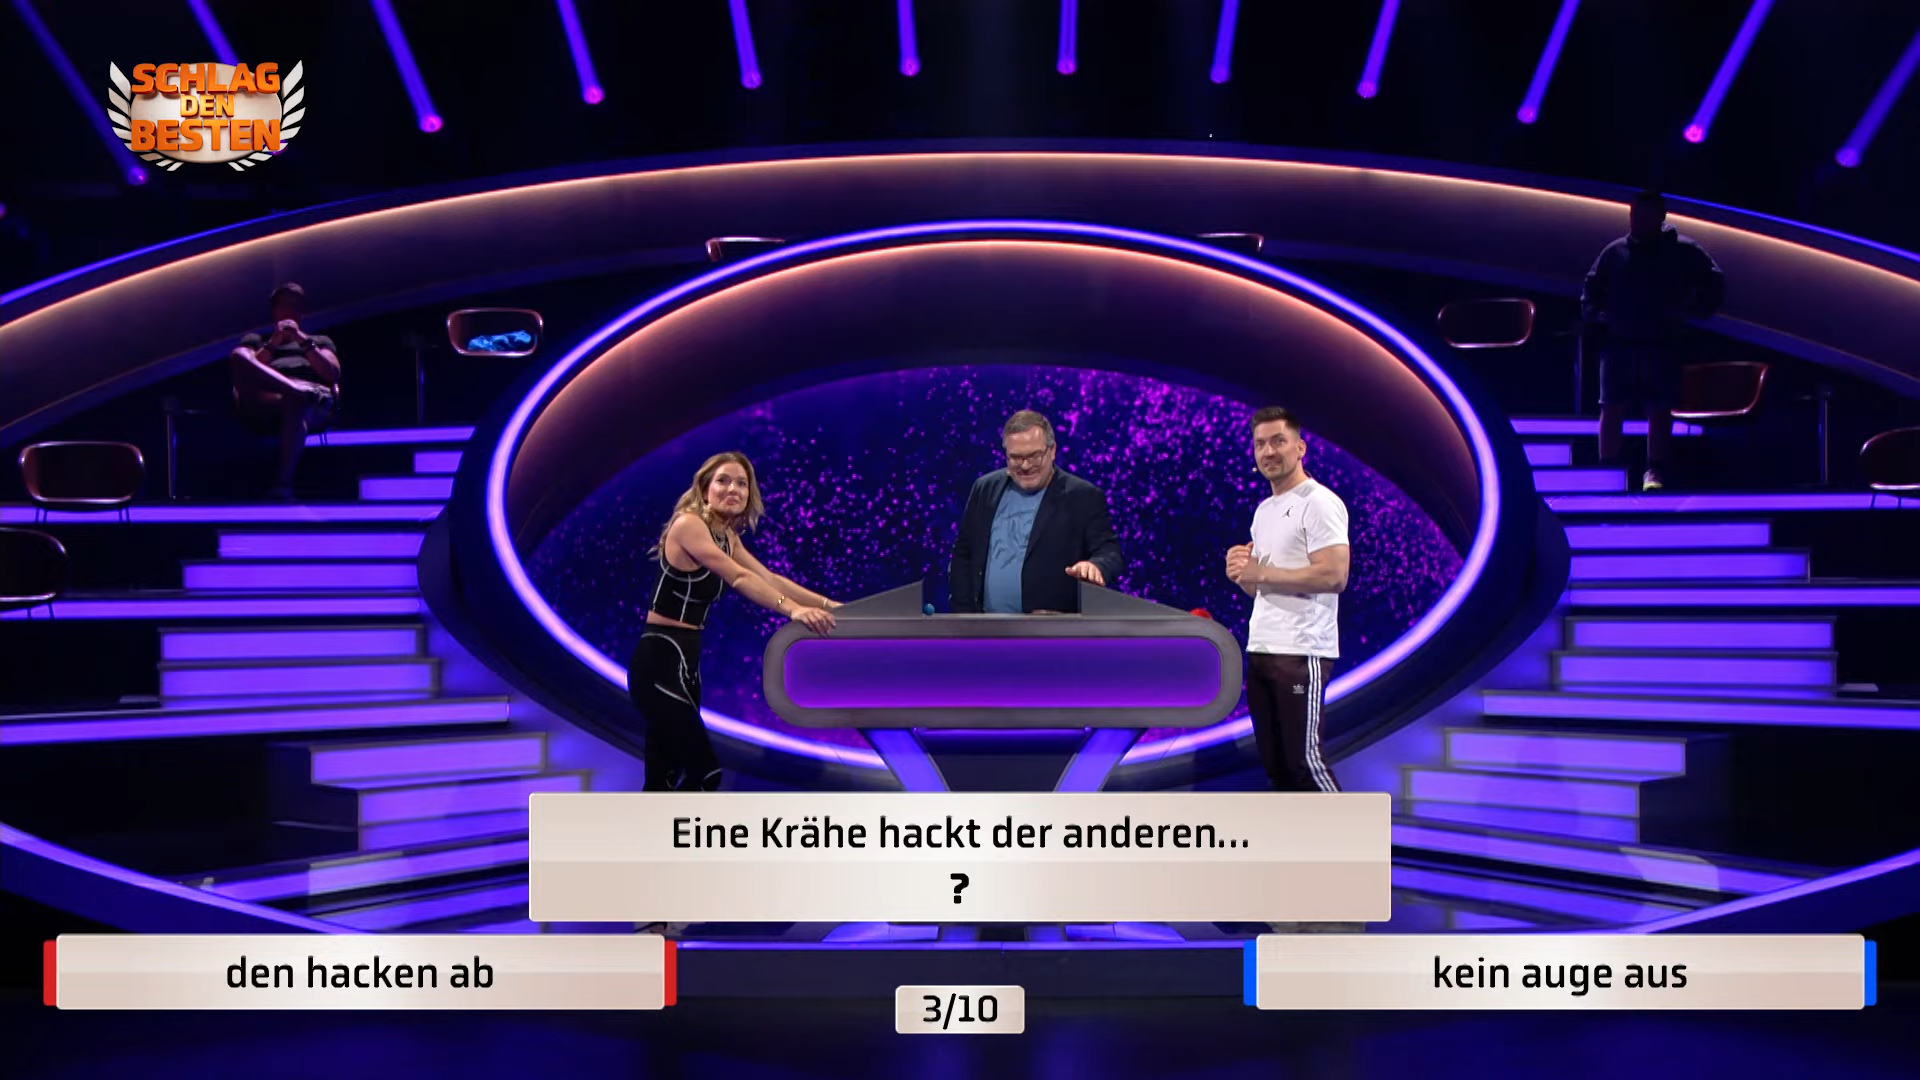 SCHLAG
DEN
BESTEN
Eine Krähe hackt der anderen...
?
den hacken ab
kein auge aus
3/10